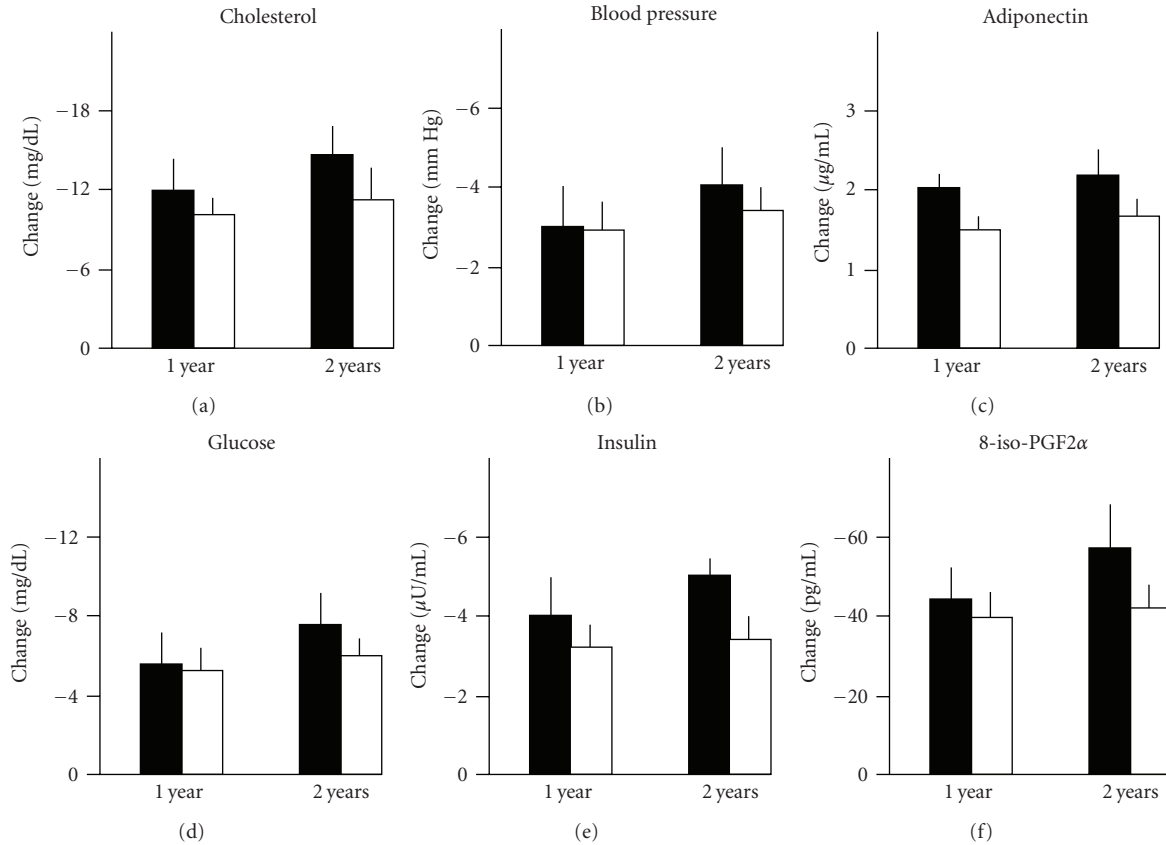 Cholesterol
Change (mg/dL)
−18
−12
−6
0
1 year
2 years
(a)
Blood pressure
Change (mm Hg)
−6
−4
−2
0
1 year
2 years
(b)
Adiponectin
Change (µg/mL)
3
2
1
0
1 year
2 years
(c)
Glucose
Change (mg/dL)
−12
−8
−4
0
1 year
2 years
(d)
Insulin
Change (µU/mL)
−6
−4
−2
0
1 year
2 years
(e)
8-iso-PGF2α
Change (pg/mL)
−60
−40
−20
0
1 year
2 years
(f)